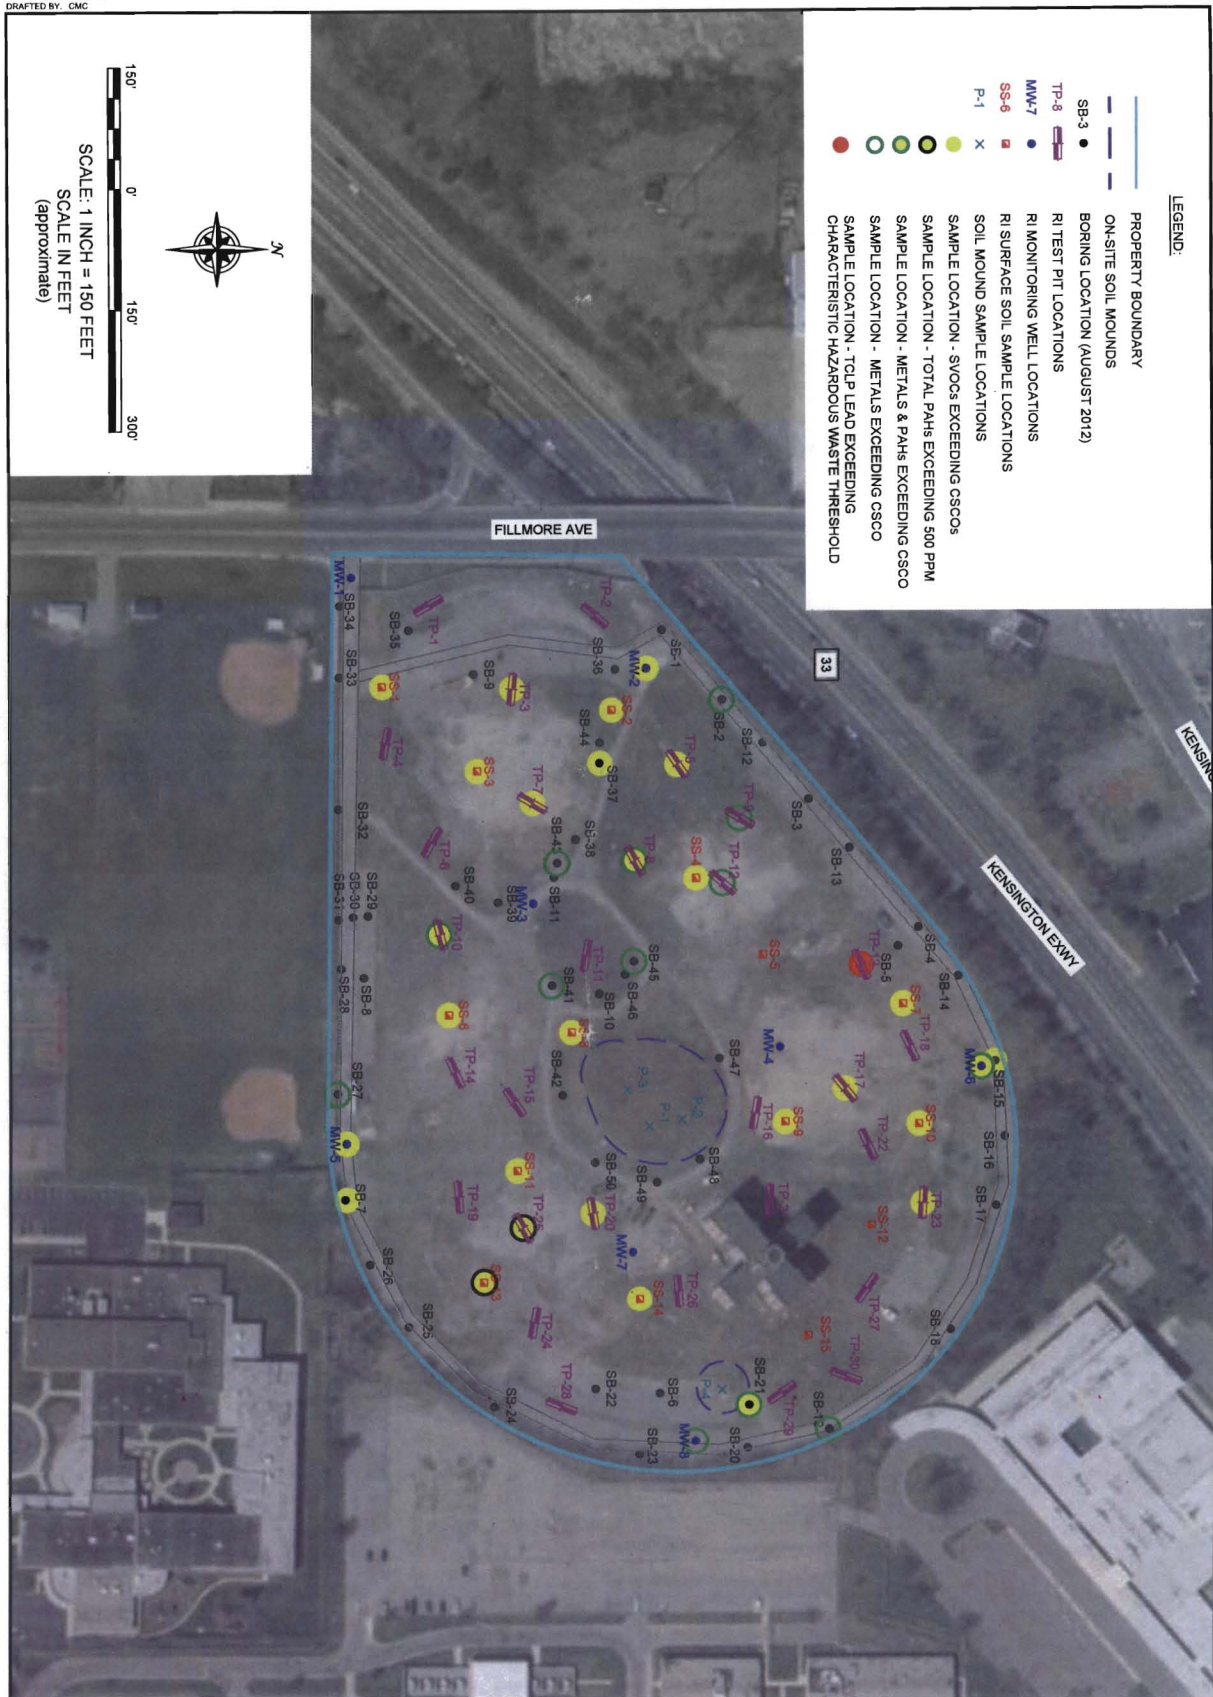 DRAFTED BY: CMC
LEGEND:
PROPERTY BOUNDARY
ON-SITE SOIL MOUNDS
SB-3 BORING LOCATION (AUGUST 2012)
TP-8 RI TEST PIT LOCATIONS
MW-7 RI MONITORING WELL LOCATIONS
SS-6 RI SURFACE SOIL SAMPLE LOCATIONS
P-1 SOIL MOUND SAMPLE LOCATIONS
SAMPLE LOCATION - SVOCs EXCEEDING CSCOs
SAMPLE LOCATION - TOTAL PAHs EXCEEDING 500 PPM
SAMPLE LOCATION - METALS & PAHs EXCEEDING CSCO
SAMPLE LOCATION - METALS EXCEEDING CSCO
SAMPLE LOCATION - TCLP LEAD EXCEEDING
CHARACTERISTIC HAZARDOUS WASTE THRESHOLD
N
150' 0' 150' 300'
SCALE: 1 INCH = 150 FEET
SCALE IN FEET
(approximate)
FILLMORE AVE
33
KENSINGTON EXWY
MW-1
SB-34
SB-35
TP-1
TP-2
SB-1
SB-33
SS-1
SB-9
TP-3
SB-36
MW-2
SS-2
SB-2
SB-12
TP-4
SS-3
SB-44
SB-37
TP-5
TP-7
TP-9
SB-3
SB-32
TP-6
SB-43
SB-38
TP-8
SS-4
TP-12
SB-13
SB-31
SB-30
SB-29
SB-40
SB-39
MW-3
SB-11
TP-10
TP-11
SB-45
SB-46
SS-5
SB-5
SB-4
SB-14
SB-28
SB-8
SB-41
SB-10
SS-6
SS-7
TP-18
MW-4
SB-47
MW-6
SB-15
TP-14
TP-15
SB-42
P-3
P-1
P-2
TP-17
TP-16
SS-9
SS-10
TP-22
SB-16
SB-27
MW-5
SB-7
SS-11
SB-50
SB-49
SB-48
TP-19
TP-25
TP-20
MW-7
SS-12
TP-23
SB-17
SB-26
SB-25
TP-24
SS-14
TP-26
SS-15
TP-27
TP-30
TP-28
SB-24
SB-22
SB-6
P-4
SB-21
TP-29
SB-23
MW-8
SB-20